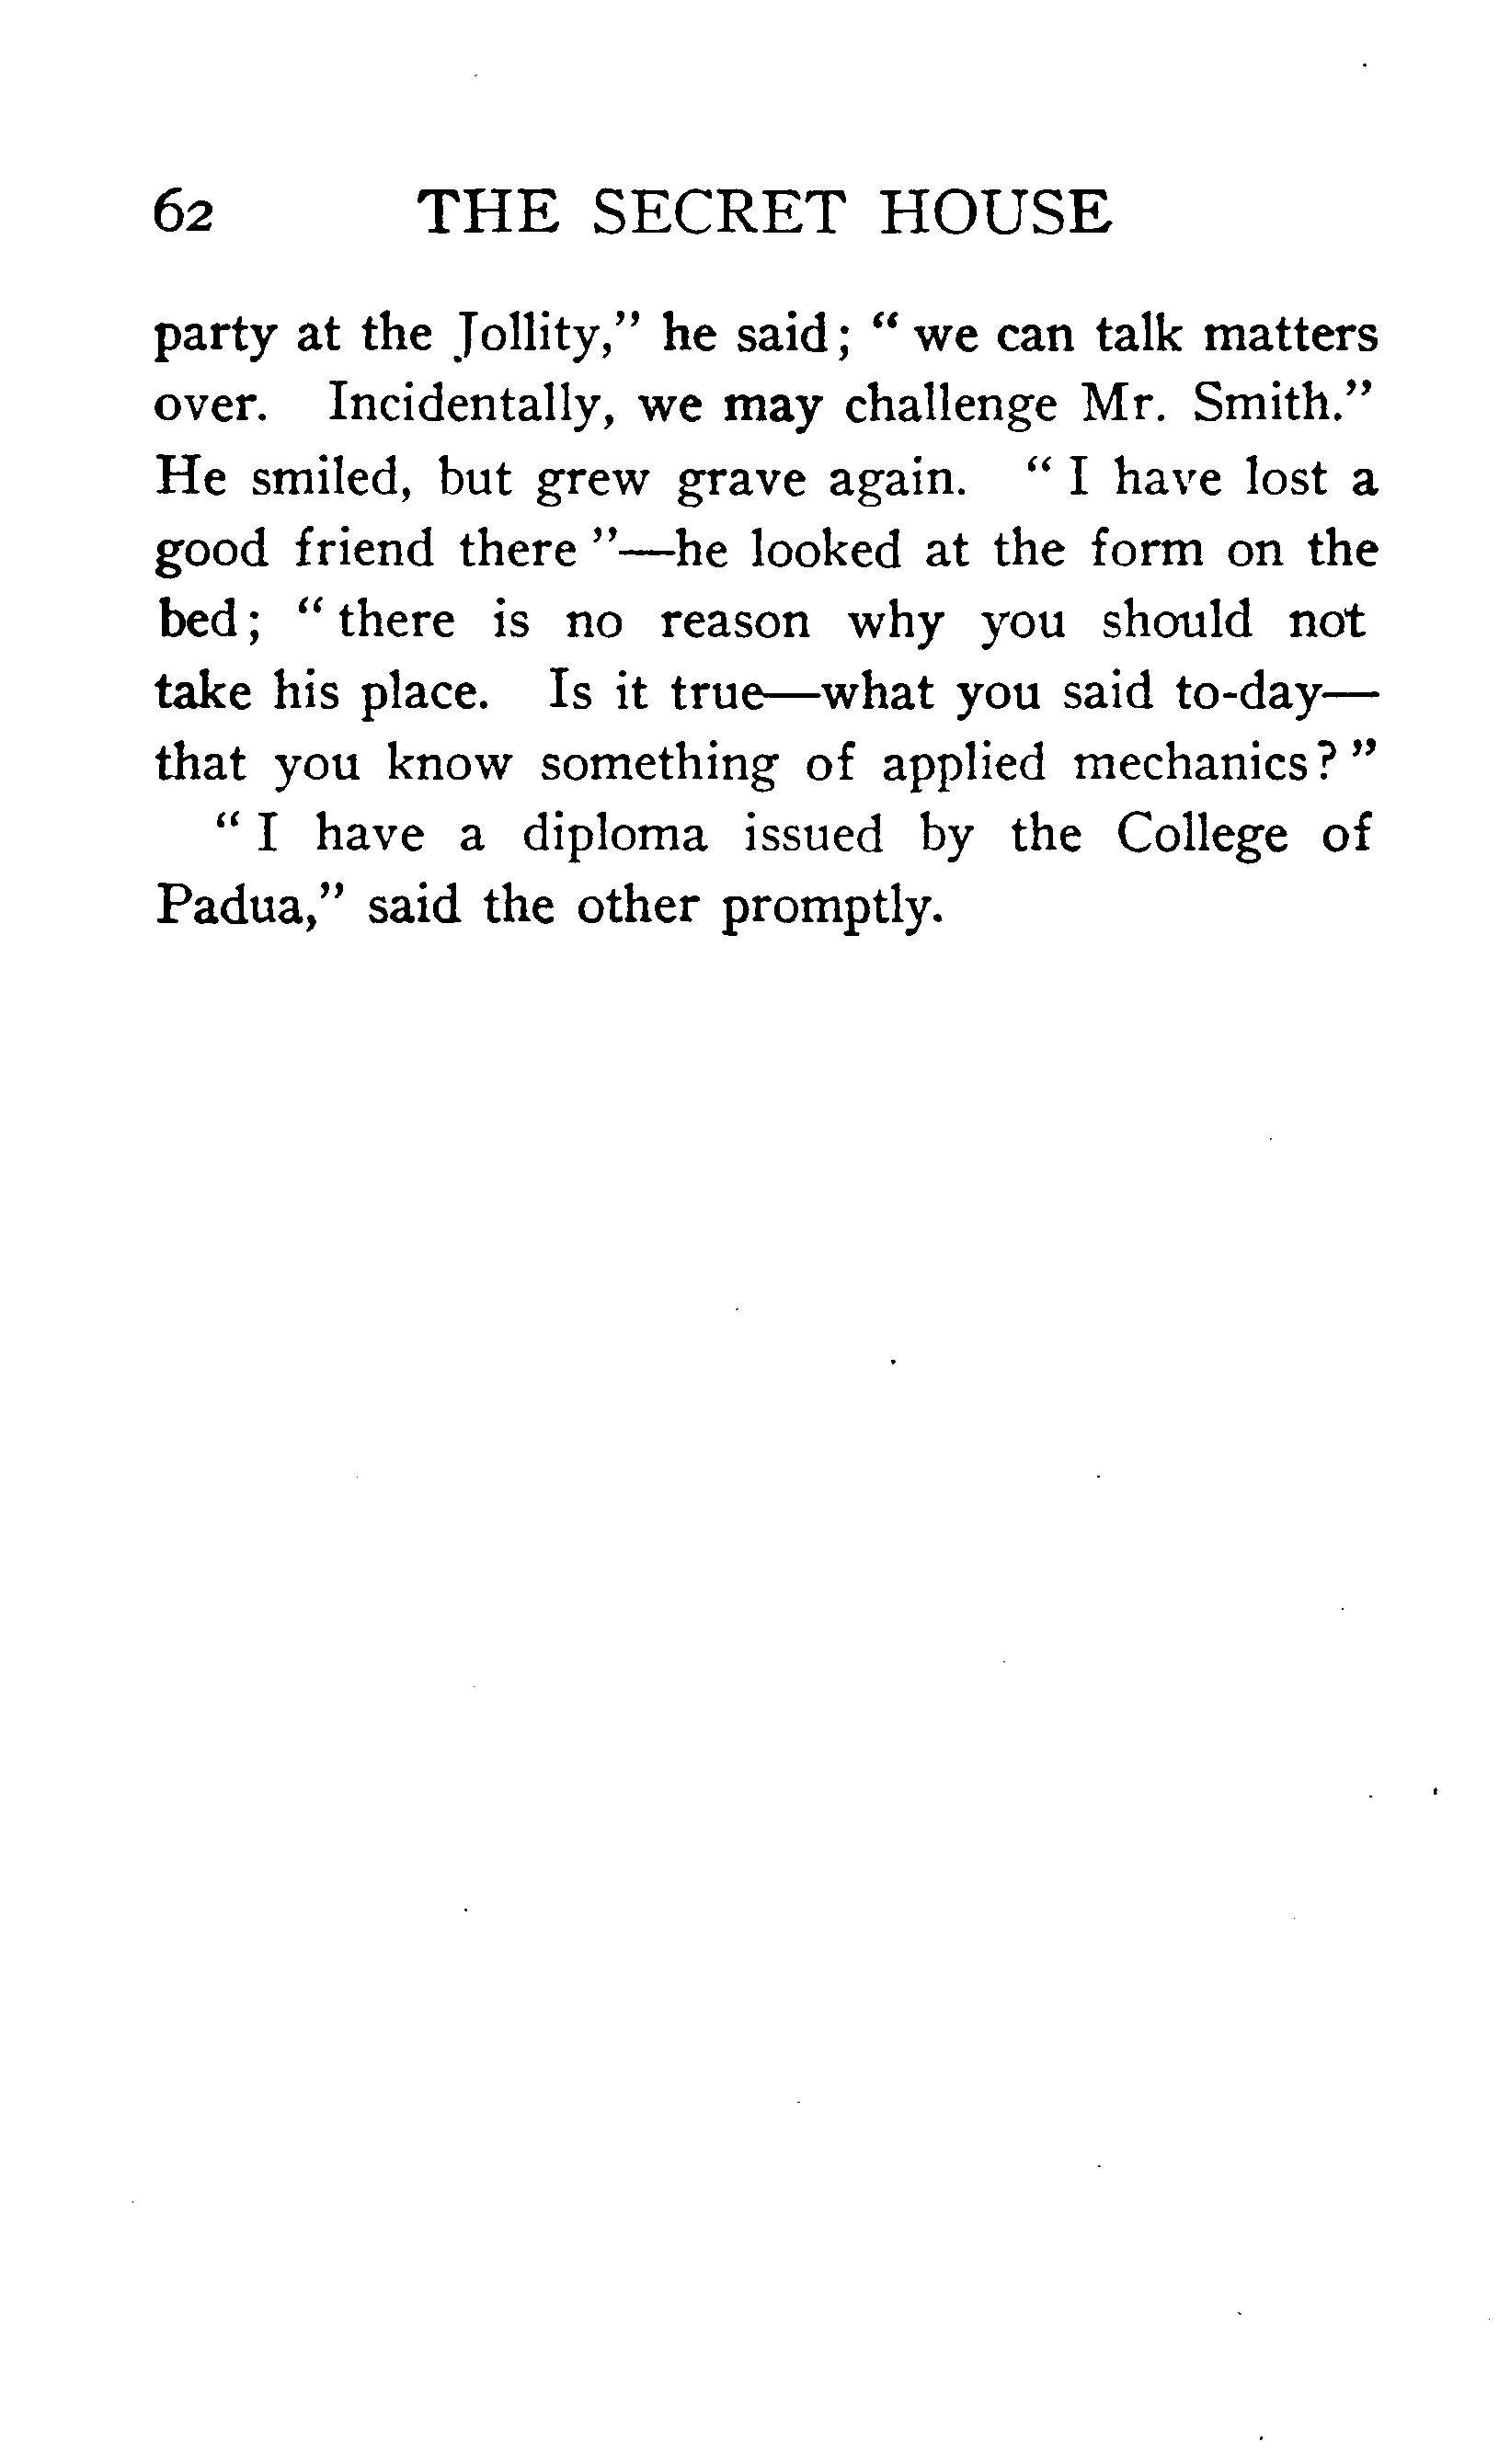 62 THE SECRET HOUSE
party at the Jollity,” he said; “ we can talk matters
over. Incidentally, we may challenge Mr. Smith.”
He smiled, but grew grave again. “ I have lost a
good friend there ”—he looked at the form on the
bed; “ there is no reason why you should not
take his place. Is it true—what you said to-day—
that you know something of applied mechanics? ”
“ I have a diploma issued by the College of
Padua,” said the other promptly.